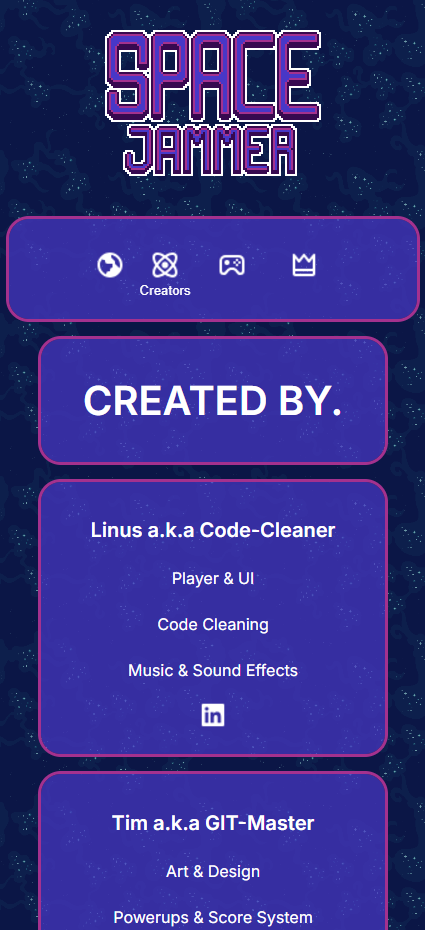 SPACE
JAMMER
Creators
CREATED BY.
Linus a.k.a Code-Cleaner
Player & UI
Code Cleaning
Music & Sound Effects
in
Tim a.k.a GIT-Master
Art & Design
Powerups & Score System